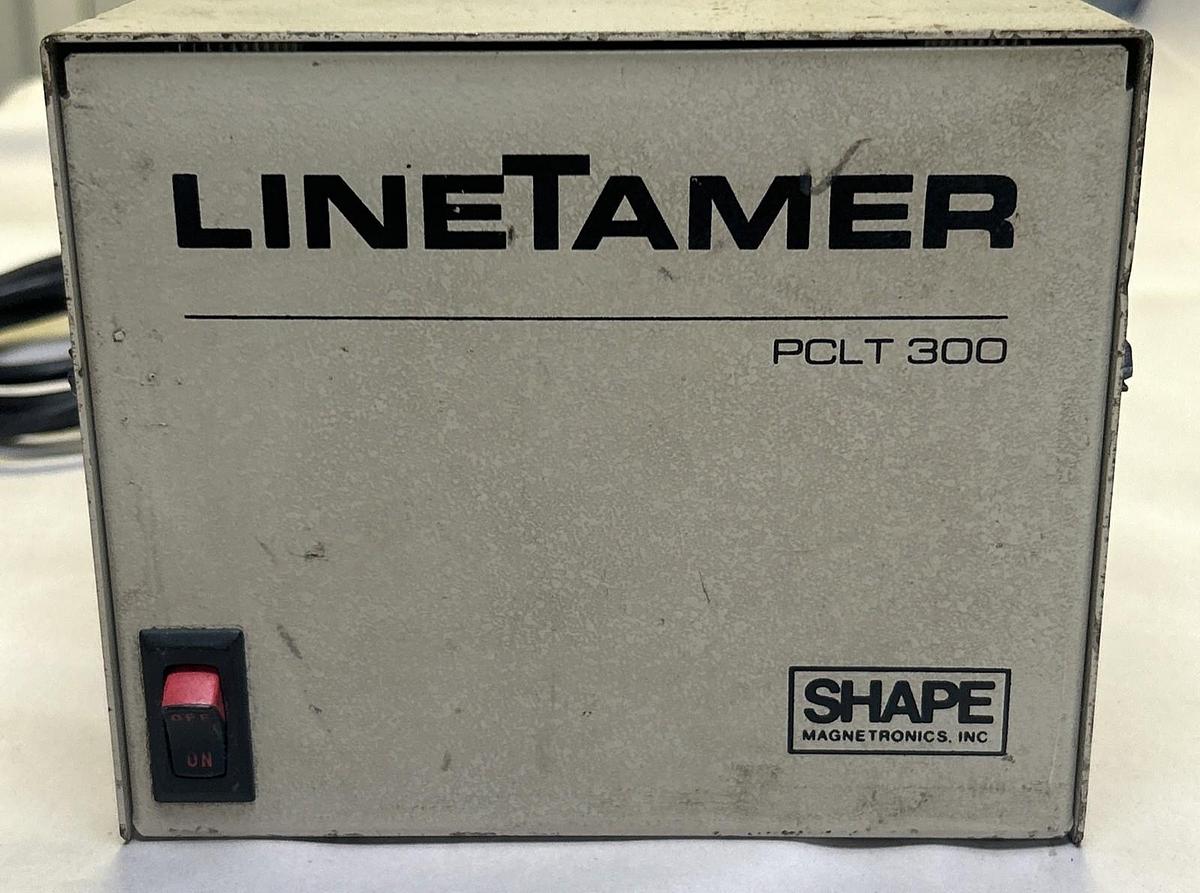 LINETAMER
PCLT 300
OFF
ON
SHAPE
MAGNETRONICS, INC